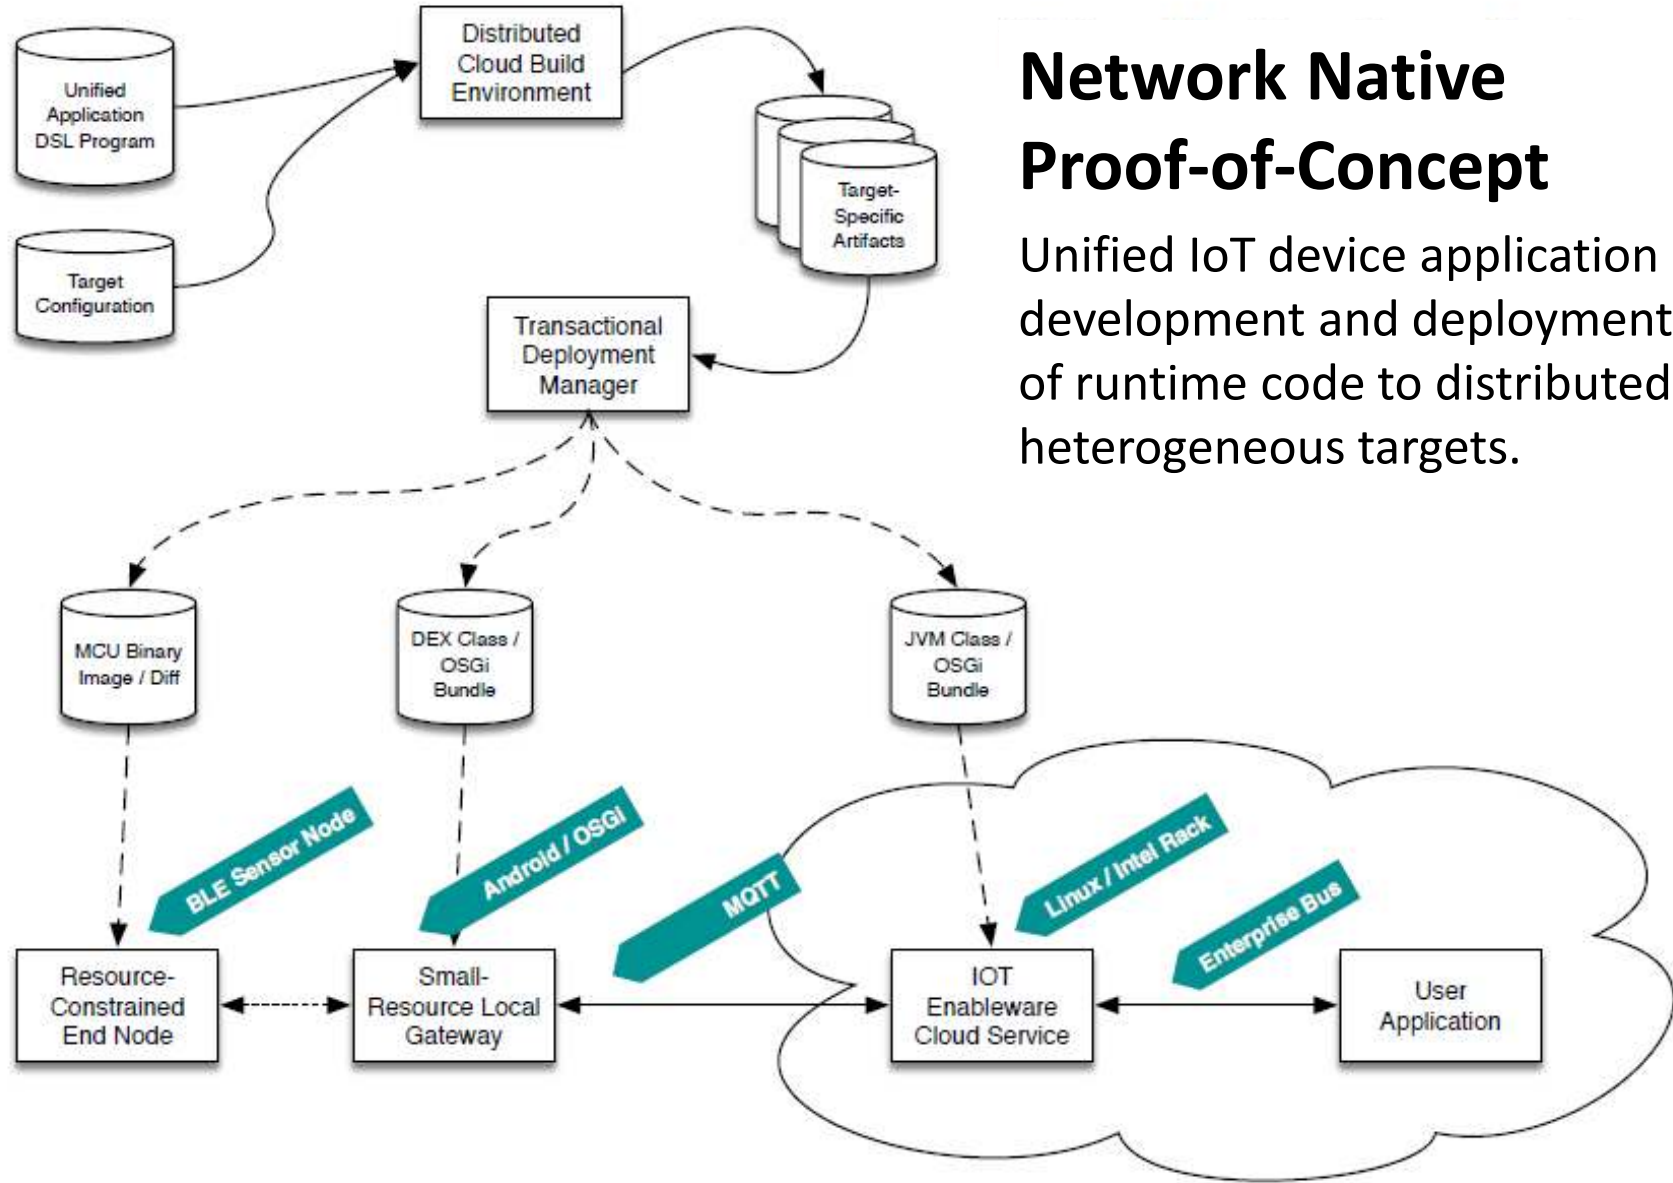 Network Native
Proof-of-Concept
Unified IoT device application
development and deployment
of runtime code to distributed
heterogeneous targets.
Unified
Application
DSL Program
Target
Configuration
Distributed
Cloud Build
Environment
Target-
Specific
Artifacts
Transactional
Deployment
Manager
MCU Binary
Image / Diff
DEX Class /
OSGi
Bundle
JVM Class /
OSGi
Bundle
BLE Sensor Node
Android / OSGi
MQTT
Linux / Intel Rack
Enterprise Bus
Resource-
Constrained
End Node
Small-
Resource Local
Gateway
IOT
Enableware
Cloud Service
User
Application